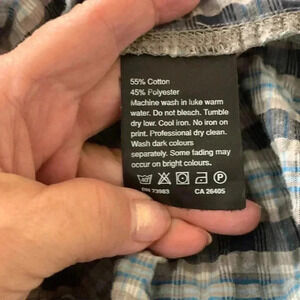 55% Cotton
45% Polyester
Machine wash in luke warm
water. Do not bleach. Tumble
dry low. Cool iron. No iron on
print. Professional dry clean.
Wash dark colours
separately. Some fading may
occur on bright colours.
40
RN 73983 CA 26405